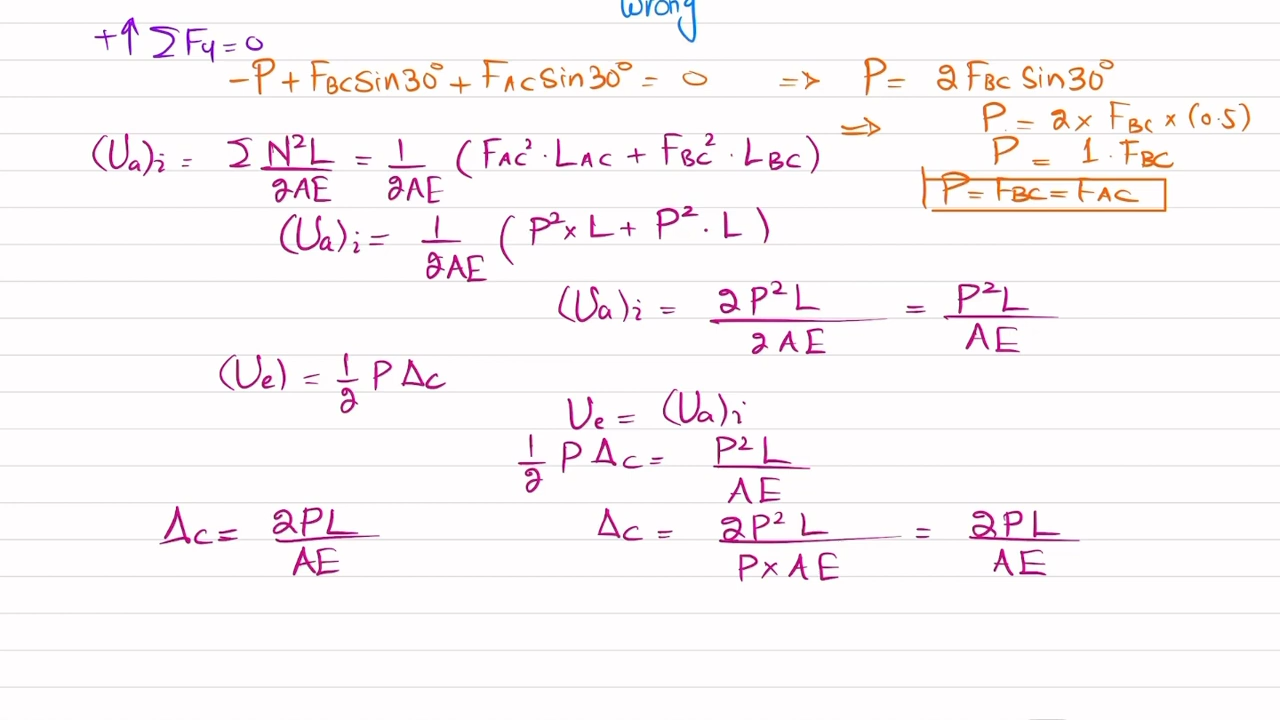 wrong
+↑ ΣFy = 0
-P + FBC Sin30° + FAC Sin30° = 0 => P = 2 FBC Sin30°
=> P = 2 × FBC × (0.5)
P = 1 · FBC
P = FBC = FAC
(Ua)i = Σ N²L / 2AE = 1 / 2AE (FAC² · LAC + FBC² · LBC)
(Ua)i = 1 / 2AE (P² × L + P² · L)
(Ua)i = 2P²L / 2AE = P²L / AE
(Ue) = 1/2 P Δc
Ue = (Ua)i
1/2 P Δc = P²L / AE
Δc = 2PL / AE
Δc = 2P²L / P×AE = 2PL / AE